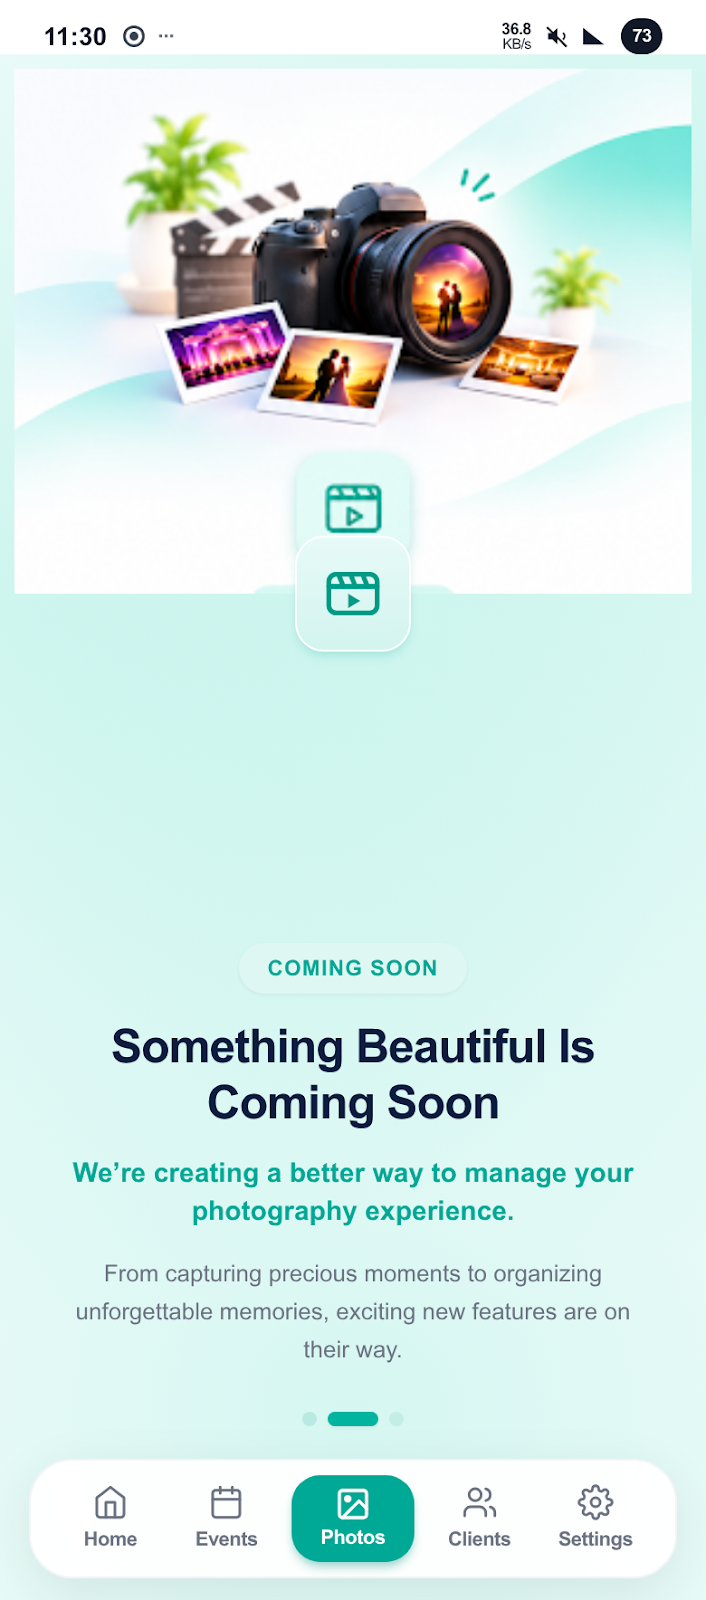 11:30
36.8
KB/s
73
COMING SOON
Something Beautiful Is
Coming Soon
We’re creating a better way to manage your
photography experience.
From capturing precious moments to organizing
unforgettable memories, exciting new features are on
their way.
Home
Events
Photos
Clients
Settings